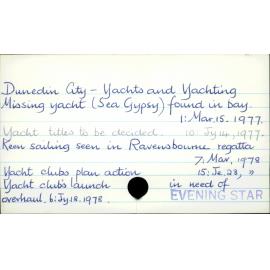 Dunedin City - Yachts and Yachting
Missing yacht (Sea Gypsy) found in bay.
1: Mar. 15. 1977.
Yacht titles to be decided. 10: Jy 14, 1977.
Keen sailing seen in Ravensbourne regatta
7, Mar, 1978
Yacht clubs plan action 15: Je. 23, "
Yacht clubs launch in need of
overhaul. 6: Jy. 18. 1978.
EVENING STAR